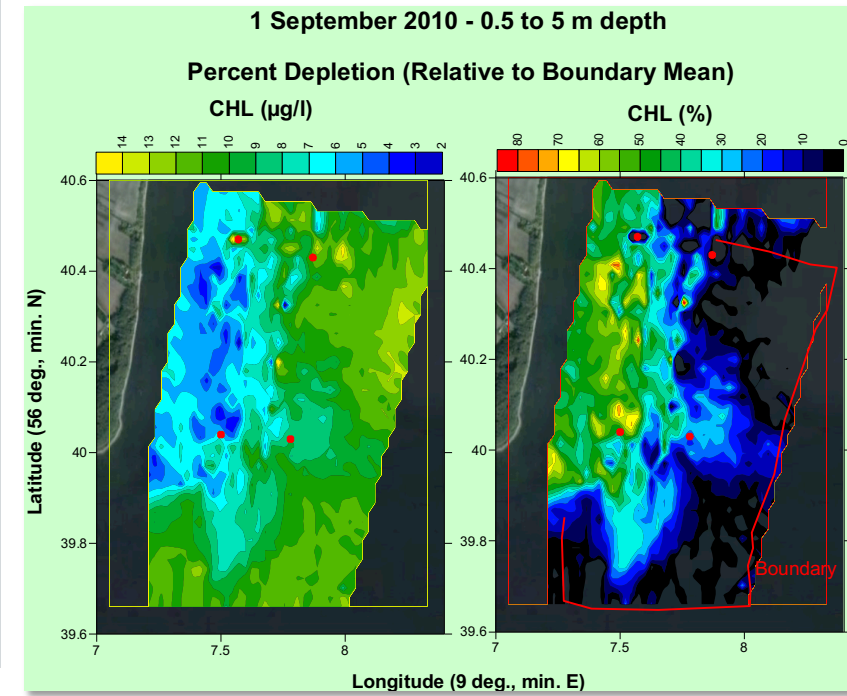 1 September 2010 - 0.5 to 5 m depth
Percent Depletion (Relative to Boundary Mean)
CHL (µg/l)
CHL (%)
14 13 12 11 10 9 8 7 6 5 4 3 2
80 70 60 50 40 30 20 10 0
40.6
40.4
40.2
40
39.8
39.6
7 7.5 8
40.6
40.4
40.2
40
39.8
39.6
7 7.5 8
Boundary
Latitude (56 deg., min. N)
Longitude (9 deg., min. E)